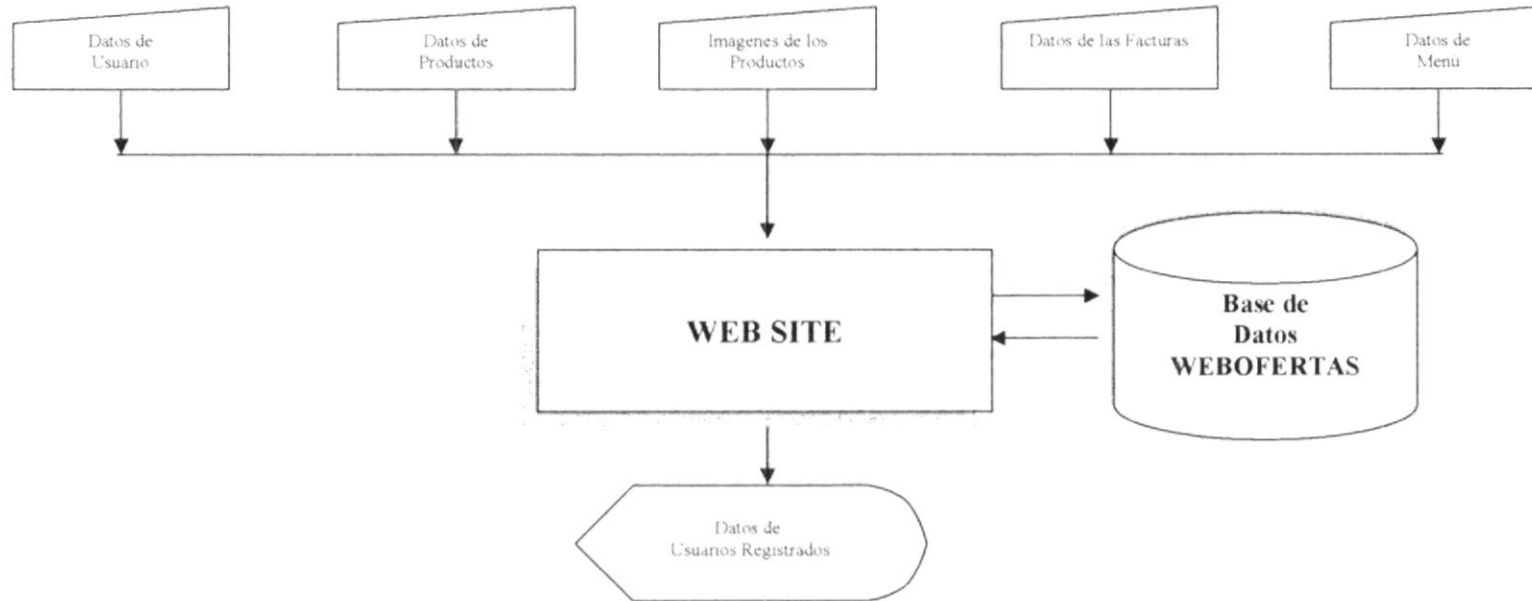 Datos de
Usuario
Datos de
Productos
Imagenes de los
Productos
Datos de las Facturas
Datos de
Menú
WEB SITE
Base de
Datos
WEBOFERTAS
Datos de
Usuarios Registrados